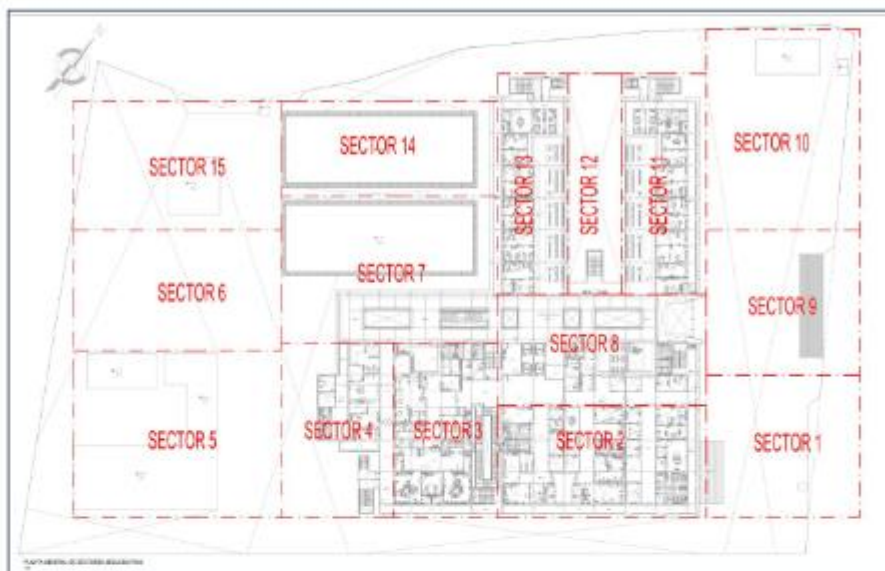 SECTOR 10
SECTOR 14
SECTOR 15
SECTOR 13
SECTOR 12
SECTOR 11
SECTOR 7
SECTOR 6
SECTOR 9
SECTOR 8
SECTOR 5
SECTOR 4
SECTOR 3
SECTOR 2
SECTOR 1